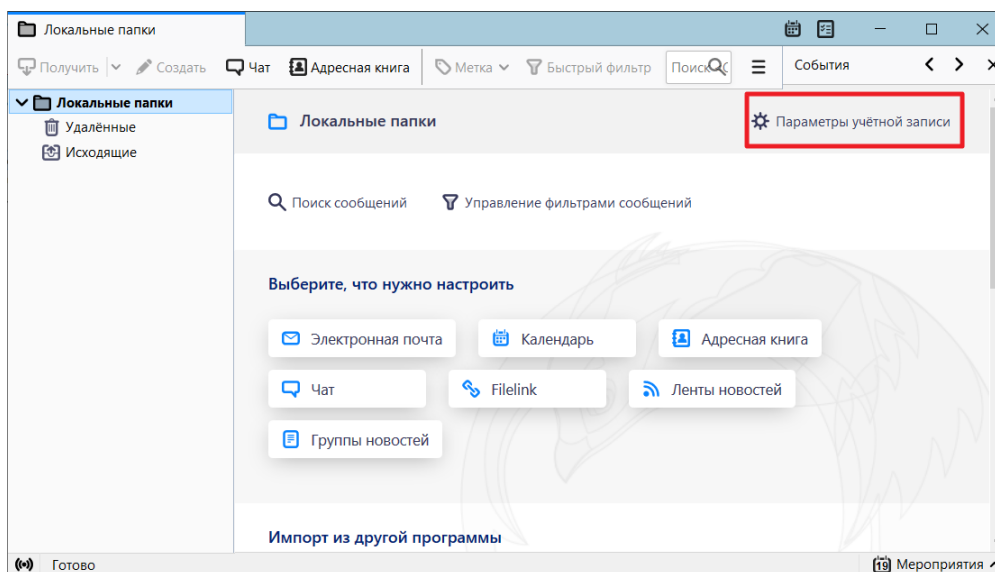 Локальные папки
Получить Создать Чат Адресная книга Метка Быстрый фильтр Поиск События
Локальные папки
Удалённые
Исходящие
Локальные папки Параметры учётной записи
Поиск сообщений Управление фильтрами сообщений
Выберите, что нужно настроить
Электронная почта Календарь Адресная книга
Чат Filelink Ленты новостей
Группы новостей
Импорт из другой программы
Готово 19 Мероприятия